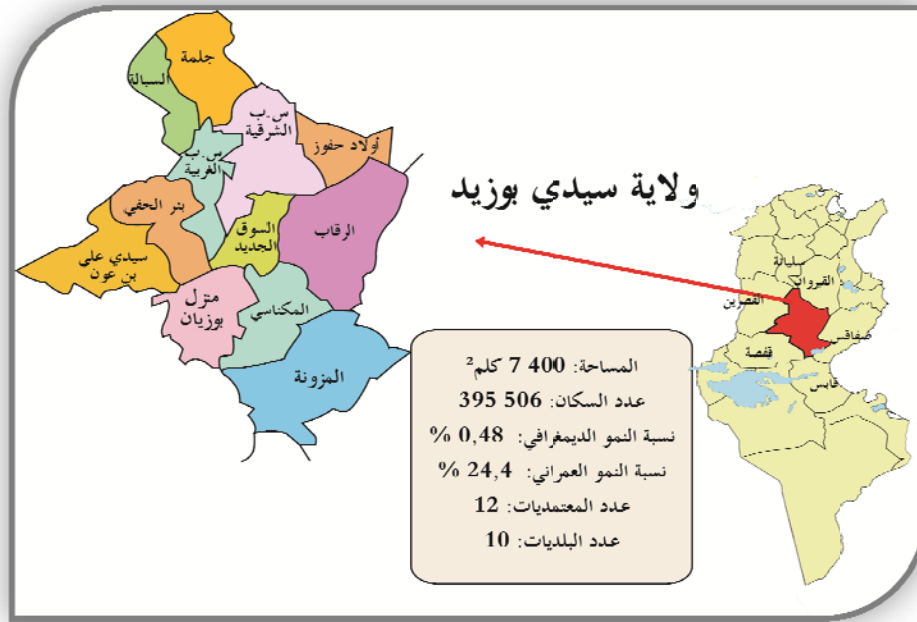 ولاية سيدي بوزيد
جلمة
السبالة
س.ب
الشرقية
أولاد حفوز
س.ب
الغربية
بنر الحفي
السوق
الجديد
الرقاب
سيدي علي
بن عون
منزل
بوزيان
المكناسي
المزونة
سليانة
القيروان
القصرين
صفاقس
قفصة
قابس
المساحة: 400 7 كلم²
عدد السكان: 506 395
نسبة النمو الديمغرافي: 0,48 %
نسبة النمو العمراني: 24,4 %
عدد المعتمديات: 12
عدد البلديات: 10